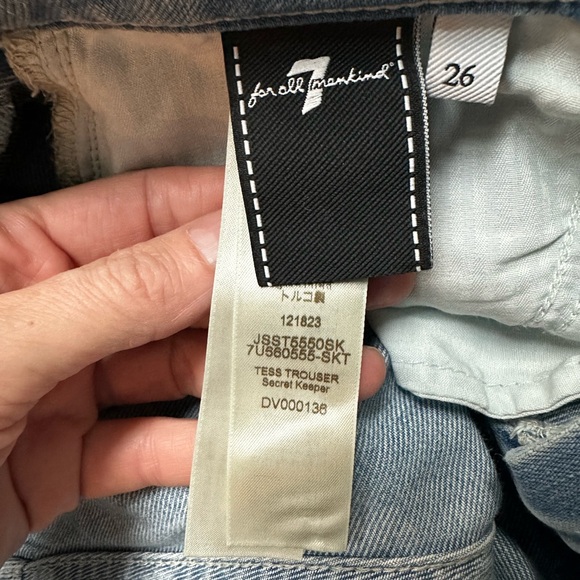 for all 7 mankind®
26
トルコ製
121823
JSST5550SK
7U560555-SKT
TESS TROUSER
Secret Keeper
DV000136